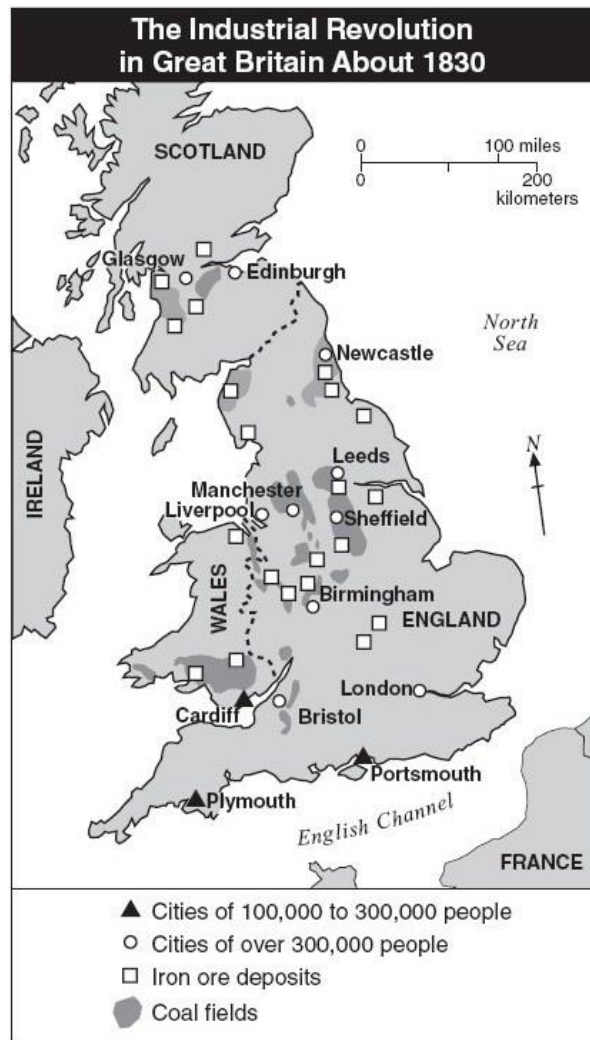 The Industrial Revolution
in Great Britain About 1830
SCOTLAND
0 100 miles
0 200
kilometers
Glasgow
Edinburgh
North
Sea
Newcastle
N
IRELAND
Leeds
Manchester
Liverpool
Sheffield
WALES
Birmingham
ENGLAND
London
Cardiff
Bristol
Portsmouth
Plymouth
English Channel
FRANCE
Cities of 100,000 to 300,000 people
Cities of over 300,000 people
Iron ore deposits
Coal fields